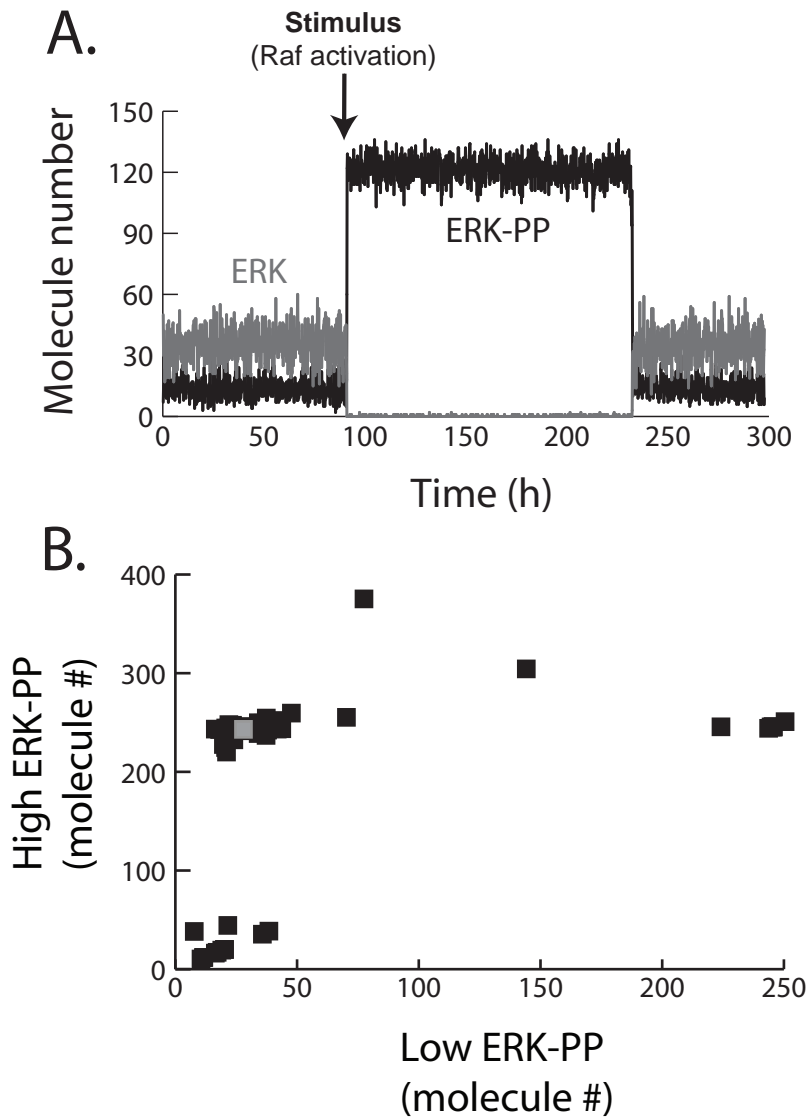 A.
Stimulus
(Raf activation)
Molecule number
150
120
90
60
30
0
ERK
ERK-PP
0 50 100 150 200 250 300
Time (h)
B.
High ERK-PP
(molecule #)
400
300
200
100
0
0 50 100 150 200 250
Low ERK-PP
(molecule #)